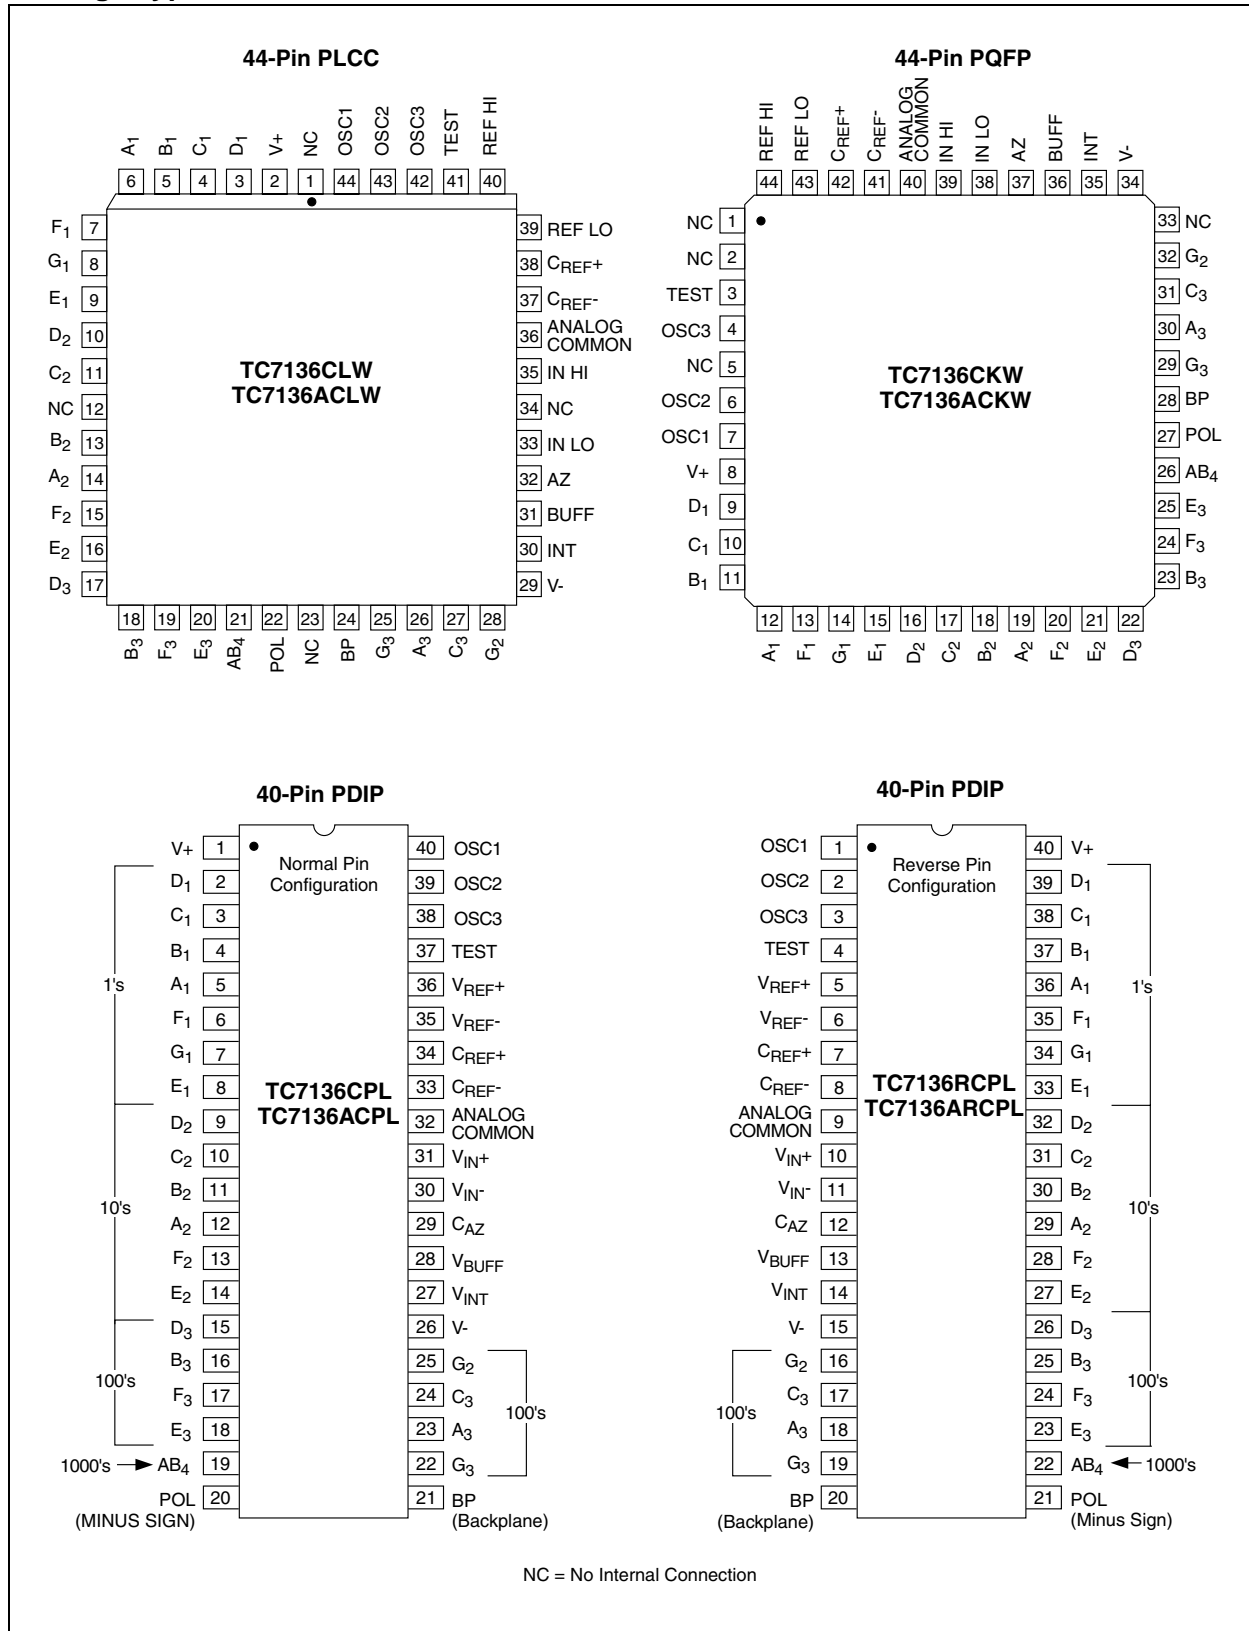 44-Pin PLCC
A1 B1 C1 D1 V+ NC OSC1 OSC2 OSC3 TEST REF HI
6 5 4 3 2 1 44 43 42 41 40
F1 7
G1 8
E1 9
D2 10
C2 11
NC 12
B2 13
A2 14
F2 15
E2 16
D3 17
TC7136CLW
TC7136ACLW
39 REF LO
38 CREF+
37 CREF-
36 ANALOG COMMON
35 IN HI
34 NC
33 IN LO
32 AZ
31 BUFF
30 INT
29 V-
18 19 20 21 22 23 24 25 26 27 28
B3 F3 E3 AB4 POL NC BP G3 A3 C3 G2
44-Pin PQFP
REF HI REF LO CREF+ CREF- ANALOG COMMON IN HI IN LO AZ BUFF INT V-
44 43 42 41 40 39 38 37 36 35 34
NC 1
NC 2
TEST 3
OSC3 4
NC 5
OSC2 6
OSC1 7
V+ 8
D1 9
C1 10
B1 11
TC7136CKW
TC7136ACKW
33 NC
32 G2
31 C3
30 A3
29 G3
28 BP
27 POL
26 AB4
25 E3
24 F3
23 B3
12 13 14 15 16 17 18 19 20 21 22
A1 F1 G1 E1 D2 C2 B2 A2 F2 E2 D3
40-Pin PDIP
Normal Pin
Configuration
TC7136CPL
TC7136ACPL
V+ 1
D1 2
C1 3
B1 4
1's A1 5
F1 6
G1 7
E1 8
D2 9
C2 10
B2 11
10's A2 12
F2 13
E2 14
D3 15
B3 16
100's F3 17
E3 18
1000's AB4 19
POL 20
(MINUS SIGN)
40 OSC1
39 OSC2
38 OSC3
37 TEST
36 VREF+
35 VREF-
34 CREF+
33 CREF-
32 ANALOG COMMON
31 VIN+
30 VIN-
29 CAZ
28 VBUFF
27 VINT
26 V-
25 G2
24 C3
100's
23 A3
22 G3
21 BP
(Backplane)
40-Pin PDIP
Reverse Pin
Configuration
TC7136RCPL
TC7136ARCPL
OSC1 1
OSC2 2
OSC3 3
TEST 4
VREF+ 5
VREF- 6
CREF+ 7
CREF- 8
ANALOG COMMON 9
VIN+ 10
VIN- 11
CAZ 12
VBUFF 13
VINT 14
V- 15
G2 16
C3 17
100's
A3 18
G3 19
BP 20
(Backplane)
40 V+
39 D1
38 C1
37 B1
36 A1 1's
35 F1
34 G1
33 E1
32 D2
31 C2
30 B2
29 A2 10's
28 F2
27 E2
26 D3
25 B3
24 F3 100's
23 E3
22 AB4 1000's
21 POL
(Minus Sign)
NC = No Internal Connection